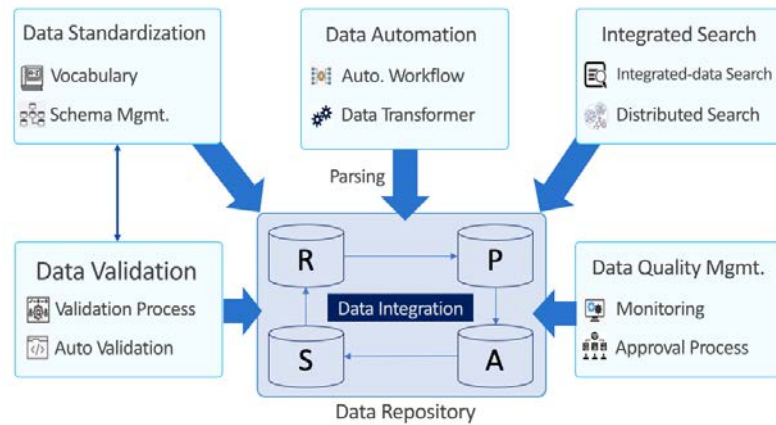 Data Standardization
Vocabulary
Schema Mgmt.
Data Automation
Auto. Workflow
Data Transformer
Integrated Search
Integrated-data Search
Distributed Search
Parsing
Data Validation
Validation Process
Auto Validation
R
P
Data Integration
S
A
Data Repository
Data Quality Mgmt.
Monitoring
Approval Process